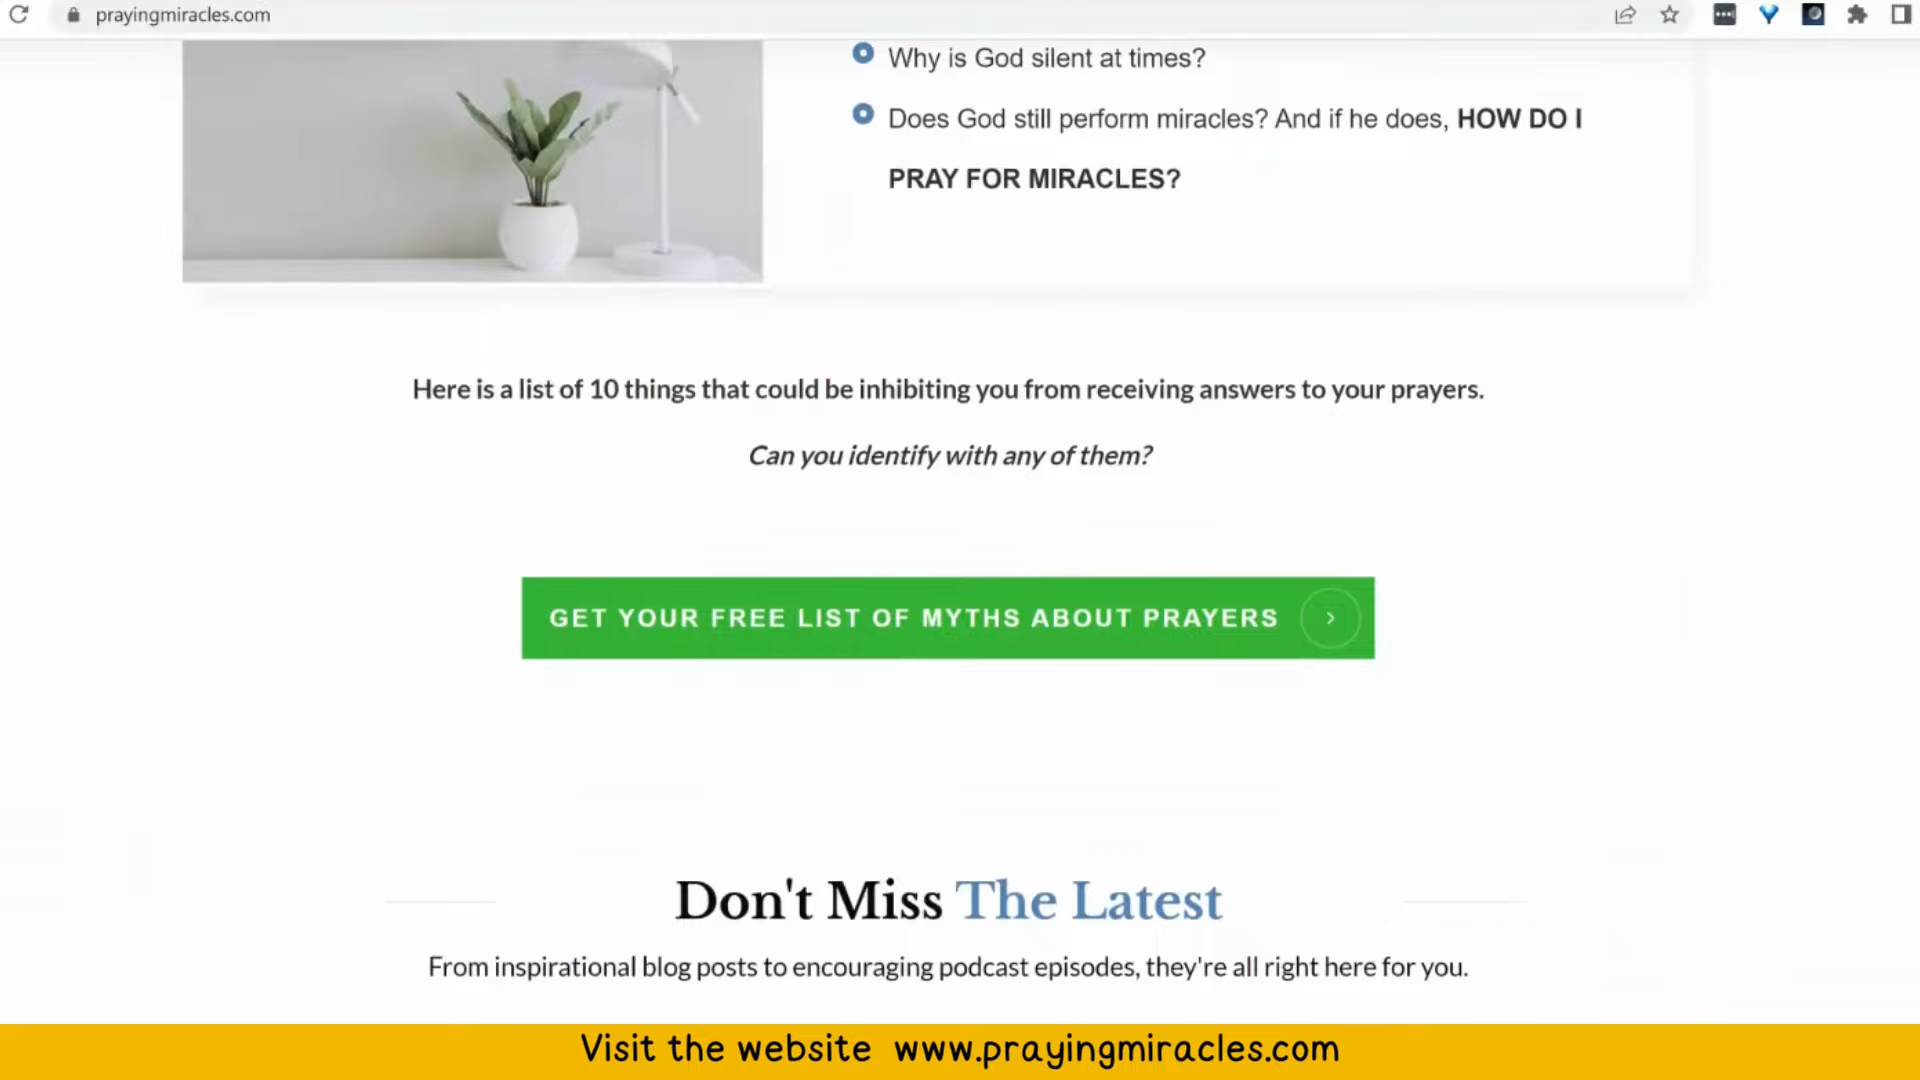 prayingmiracles.com
Why is God silent at times?
Does God still perform miracles? And if he does, HOW DO I
PRAY FOR MIRACLES?
Here is a list of 10 things that could be inhibiting you from receiving answers to your prayers.
Can you identify with any of them?
GET YOUR FREE LIST OF MYTHS ABOUT PRAYERS
Don't Miss The Latest
From inspirational blog posts to encouraging podcast episodes, they're all right here for you.
Visit the website www.prayingmiracles.com